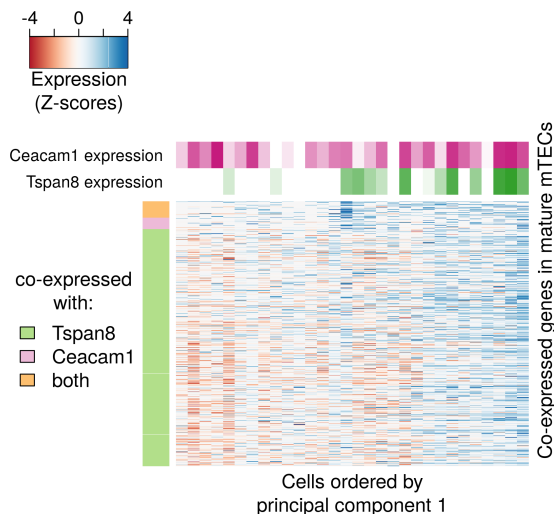 -4 0 4
Expression
(Z-scores)
Ceacam1 expression
Tspan8 expression
co-expressed
with:
Tspan8
Ceacam1
both
Co-expressed genes in mature mTECs
Cells ordered by
principal component 1